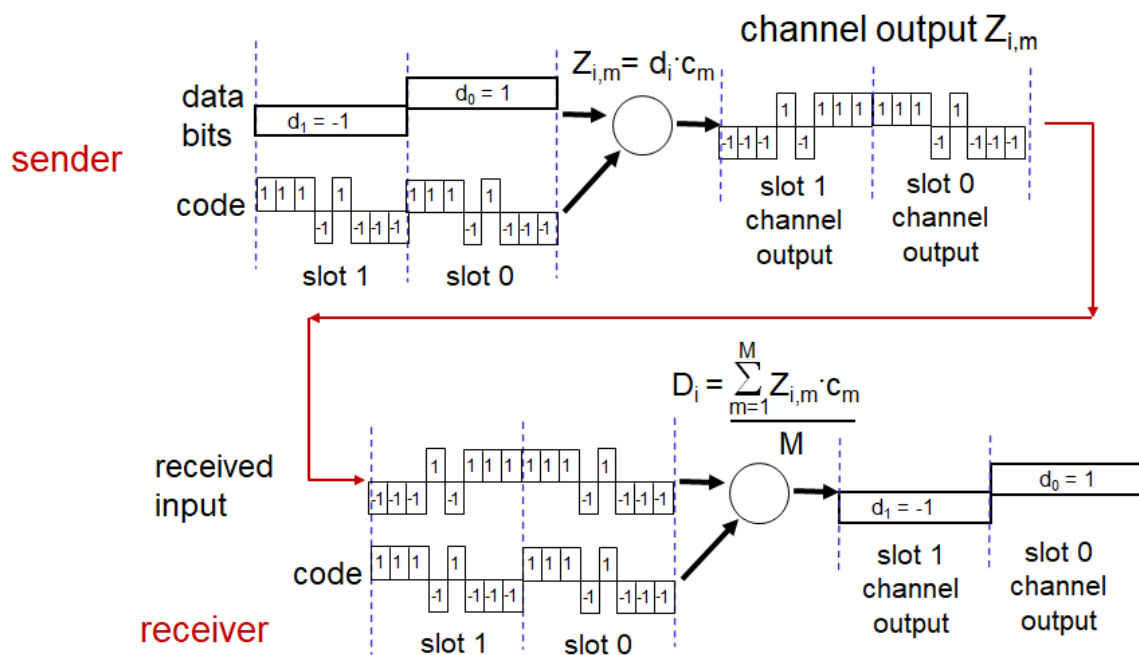 channel output Z_i,m
Z_i,m = d_i·c_m
data
bits
d_0 = 1
d_1 = -1
sender
code
1 1 1 -1 1 -1 -1 -1
1 1 1 -1 1 -1 -1 -1
slot 1
slot 0
-1 -1 -1 1 -1 1 1 1
1 1 1 -1 1 -1 -1 -1
slot 1
channel
output
slot 0
channel
output
M
D_i = Σ Z_i,m·c_m
m=1
M
received
input
-1 -1 -1 1 -1 1 1 1
1 1 1 -1 1 -1 -1 -1
code
1 1 1 -1 1 -1 -1 -1
1 1 1 -1 1 -1 -1 -1
slot 1
slot 0
receiver
d_0 = 1
d_1 = -1
slot 1
channel
output
slot 0
channel
output